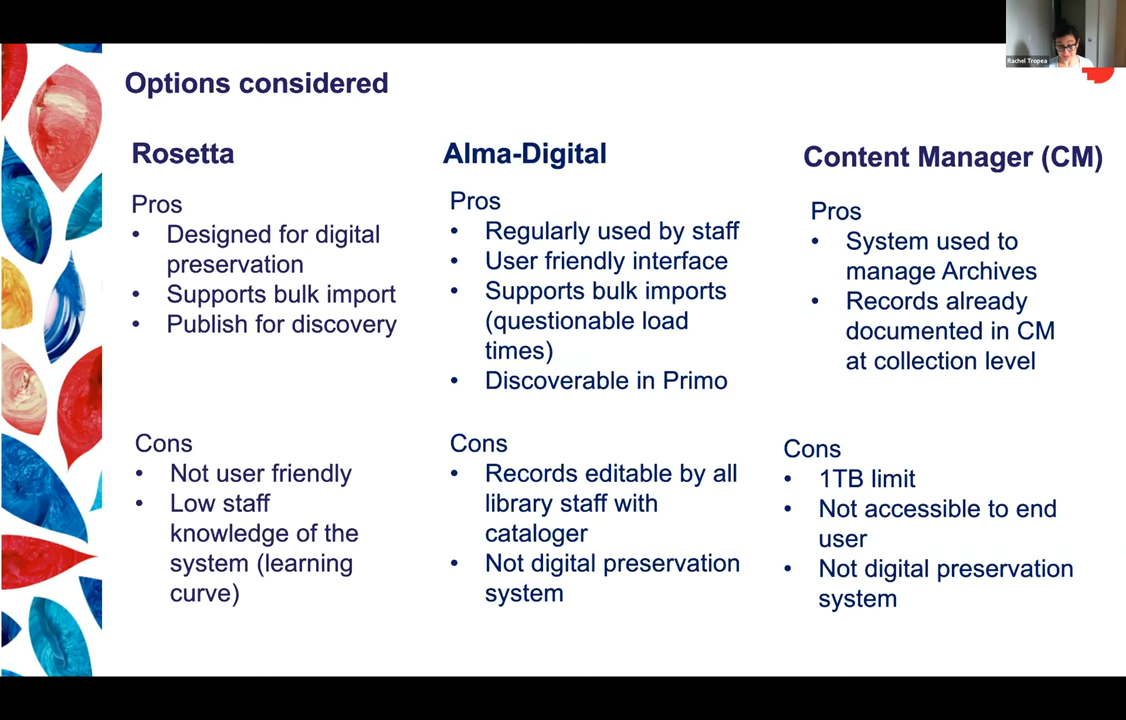 Rachel Tropea
Options considered
Rosetta
Pros
• Designed for digital
preservation
• Supports bulk import
• Publish for discovery
Cons
• Not user friendly
• Low staff
knowledge of the
system (learning
curve)
Alma-Digital
Pros
• Regularly used by staff
• User friendly interface
• Supports bulk imports
(questionable load
times)
• Discoverable in Primo
Cons
• Records editable by all
library staff with
cataloger
• Not digital preservation
system
Content Manager (CM)
Pros
• System used to
manage Archives
• Records already
documented in CM
at collection level
Cons
• 1TB limit
• Not accessible to end
user
• Not digital preservation
system